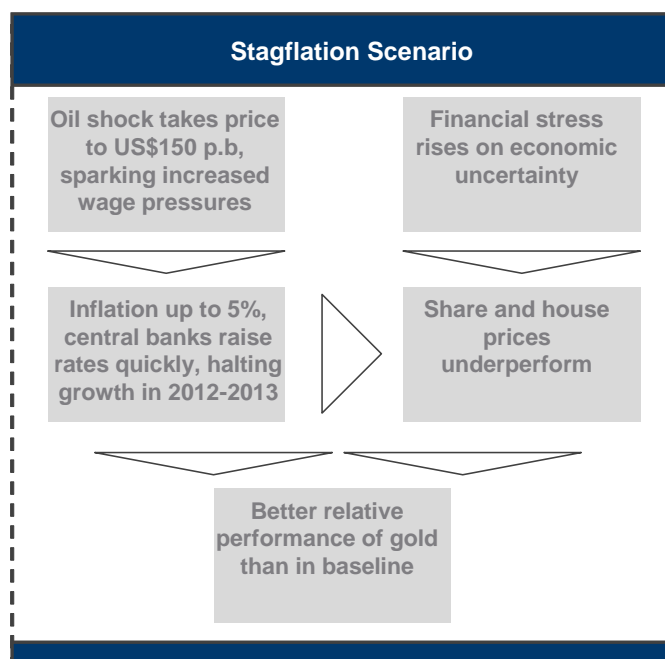 Stagflation Scenario
Oil shock takes price
to US$150 p.b,
sparking increased
wage pressures
Financial stress
rises on economic
uncertainty
Inflation up to 5%,
central banks raise
rates quickly, halting
growth in 2012-2013
Share and house
prices
underperform
Better relative
performance of gold
than in baseline